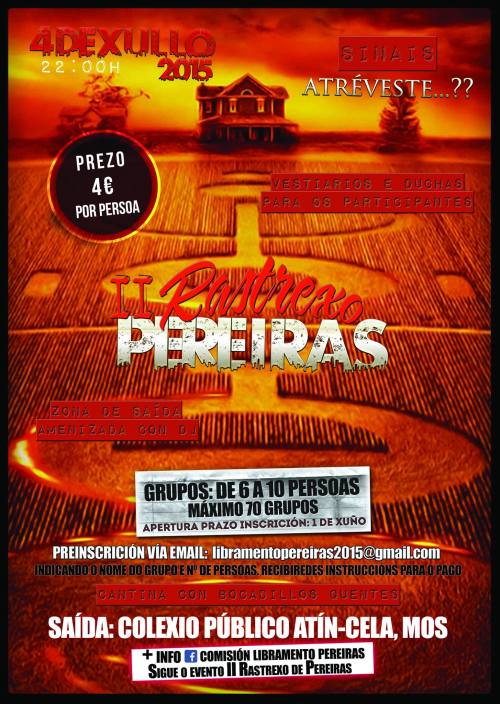 4 DE XULLO
22:00H
2015
SINAIS
ATRÉVESTE...??
PREZO
4€
POR PERSOA
VESTIARIOS E DUCHAS
PARA OS PARTICIPANTES
II Rastrexo
PEREIRAS
ZONA DE SAÍDA
AMENIZADA CON DJ
GRUPOS: DE 6 A 10 PERSOAS
MÁXIMO 70 GRUPOS
APERTURA PRAZO INSCRICIÓN: 1 DE XUÑO
PREINSCRICIÓN VÍA EMAIL: libramentopereiras2015@gmail.com
INDICANDO O NOME DO GRUPO E Nº DE PERSOAS. RECIBIREDES INSTRUCCIONS PARA O PAGO
CANTINA CON BOCADILLOS QUENTES
SAÍDA: COLEXIO PÚBLICO ATÍN-CELA, MOS
+ INFO f COMISIÓN LIBRAMENTO PEREIRAS
SIGUE O EVENTO II RASTREXO DE PEREIRAS